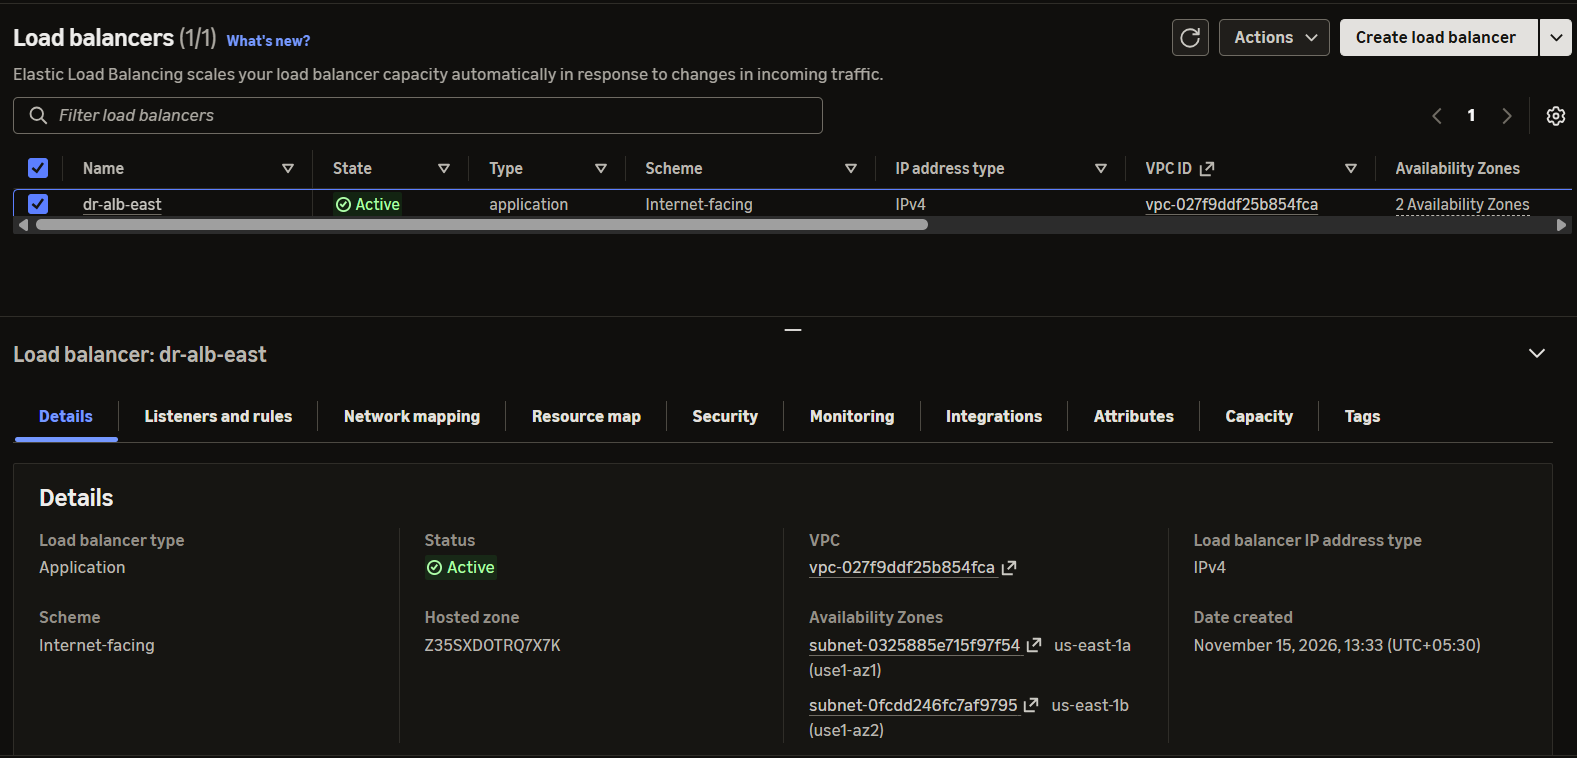 Load balancers (1/1) What's new?
Actions
Create load balancer
Elastic Load Balancing scales your load balancer capacity automatically in response to changes in incoming traffic.
Filter load balancers
1
Name State Type Scheme IP address type VPC ID Availability Zones
dr-alb-east Active application Internet-facing IPv4 vpc-027f9ddf25b854fca 2 Availability Zones
Load balancer: dr-alb-east
Details Listeners and rules Network mapping Resource map Security Monitoring Integrations Attributes Capacity Tags
Details
Load balancer type Status VPC Load balancer IP address type
Application Active vpc-027f9ddf25b854fca IPv4
Scheme Hosted zone Availability Zones Date created
Internet-facing Z35SXDOTRQ7X7K subnet-0325885e715f97f54 us-east-1a November 15, 2026, 13:33 (UTC+05:30)
(use1-az1)
subnet-0fcdd246fc7af9795 us-east-1b
(use1-az2)